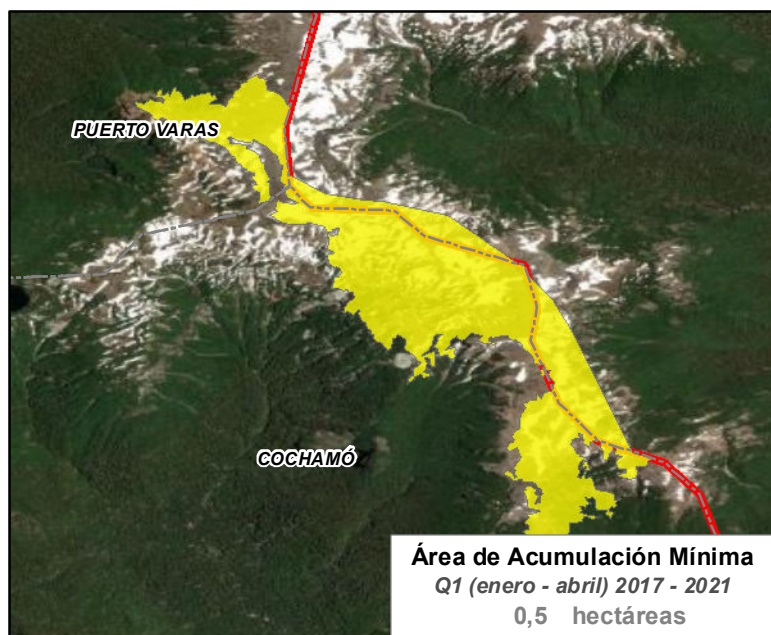 PUERTO VARAS
COCHAMÓ
Área de Acumulación Mínima
Q1 (enero - abril) 2017 - 2021
0,5 hectáreas